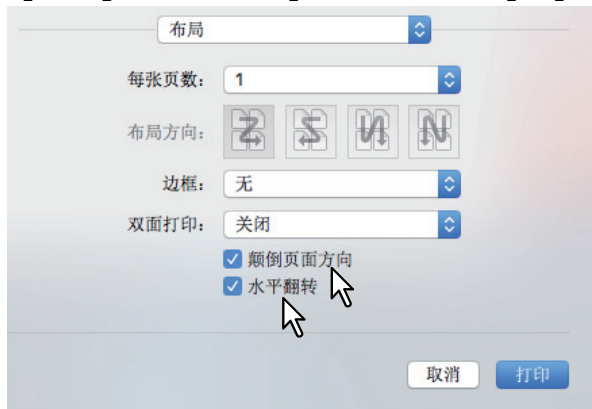 布局
每张页数： 1
布局方向：
边框： 无
双面打印： 关闭
颠倒页面方向
水平翻转
取消 打印